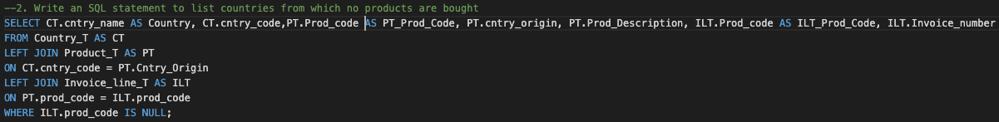 --2. Write an SQL statement to list countries from which no products are bought
SELECT CT.cntry_name AS Country, CT.cntry_code,PT.Prod_code AS PT_Prod_Code, PT.cntry_origin, PT.Prod_Description, ILT.Prod_code AS ILT_Prod_Code, ILT.Invoice_number
FROM Country_T AS CT
LEFT JOIN Product_T AS PT
ON CT.cntry_code = PT.Cntry_Origin
LEFT JOIN Invoice_line_T AS ILT
ON PT.prod_code = ILT.prod_code
WHERE ILT.prod_code IS NULL;